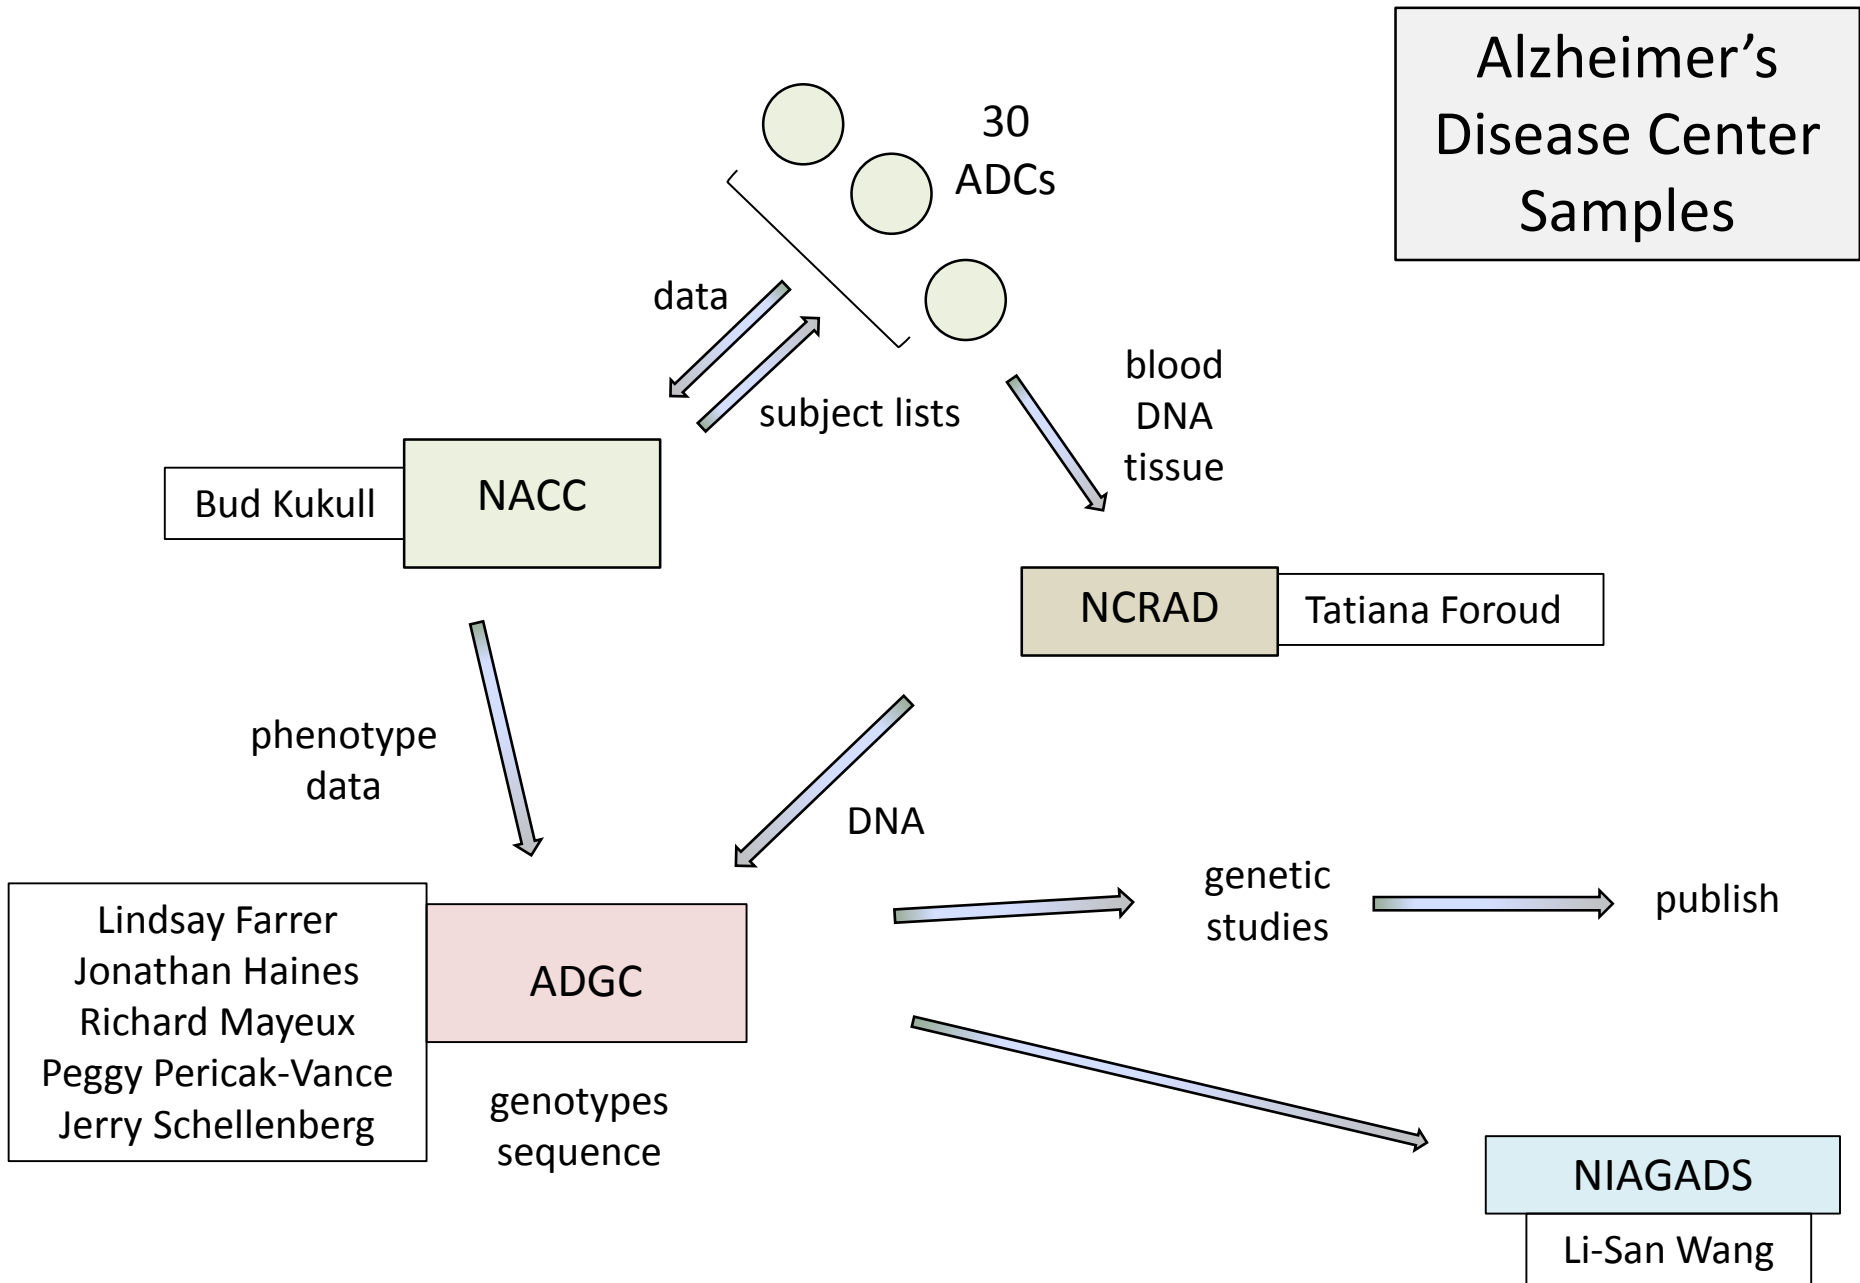 Alzheimer’s
Disease Center
Samples
30
ADCs
data
subject lists
blood
DNA
tissue
Bud Kukull
NACC
NCRAD
Tatiana Foroud
phenotype
data
DNA
Lindsay Farrer
Jonathan Haines
Richard Mayeux
Peggy Pericak-Vance
Jerry Schellenberg
ADGC
genotypes
sequence
genetic
studies
publish
NIAGADS
Li-San Wang